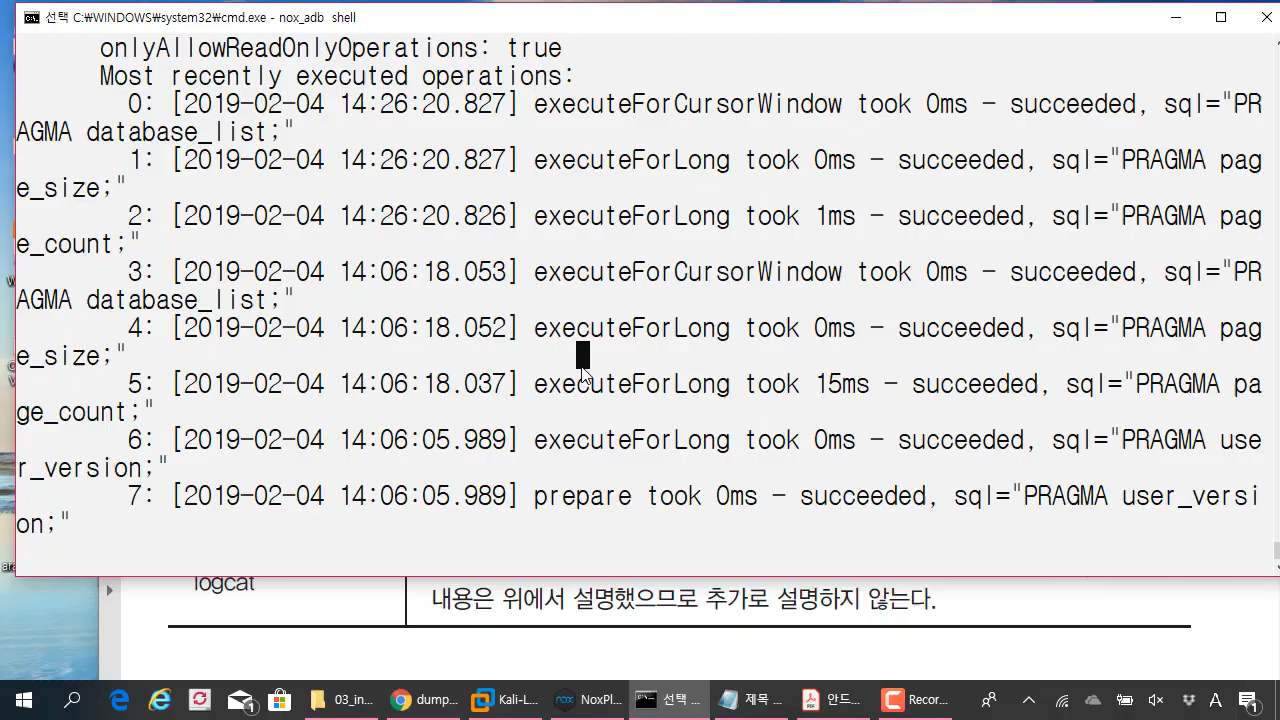 선택 C:₩WINDOWS₩system32₩cmd.exe - nox_adb shell
onlyAllowReadOnlyOperations: true
Most recently executed operations:
0: [2019-02-04 14:26:20.827] executeForCursorWindow took 0ms - succeeded, sql="PR
AGMA database_list;"
1: [2019-02-04 14:26:20.827] executeForLong took 0ms - succeeded, sql="PRAGMA pag
e_size;"
2: [2019-02-04 14:26:20.826] executeForLong took 1ms - succeeded, sql="PRAGMA pag
e_count;"
3: [2019-02-04 14:06:18.053] executeForCursorWindow took 0ms - succeeded, sql="PR
AGMA database_list;"
4: [2019-02-04 14:06:18.052] executeForLong took 0ms - succeeded, sql="PRAGMA pag
e_size;"
5: [2019-02-04 14:06:18.037] executeForLong took 15ms - succeeded, sql="PRAGMA pa
ge_count;"
6: [2019-02-04 14:06:05.989] executeForLong took 0ms - succeeded, sql="PRAGMA use
r_version;"
7: [2019-02-04 14:06:05.989] prepare took 0ms - succeeded, sql="PRAGMA user_versi
on;"
logcat
내용은 위에서 설명했으므로 추가로 설명하지 않는다.
03_in... dump... Kali-L... NoxPl... 선택 ... 제목 ... 안드... Recor... A